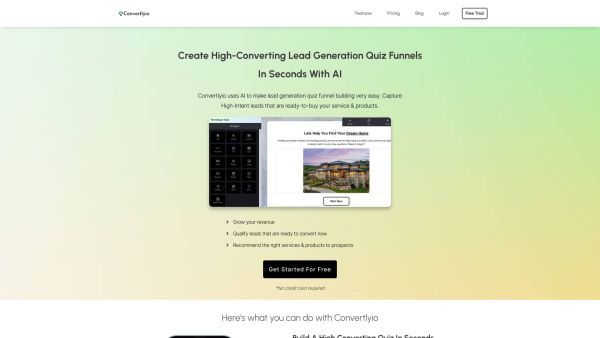 Convertlyio
Features
Pricing
Blog
Login
Free Trial
Create High-Converting Lead Generation Quiz Funnels
In Seconds With AI
Convertlyio uses AI to make lead generation quiz funnel building very easy. Capture
High-Intent leads that are ready-to-buy your service & products.
Lets Help You Find Your Dream Home
Start Now
Grow your revenue
Qualify leads that are ready to convert now
Recommend the right services & products to prospects
Get Started For Free
*No credit card required
Here's what you can do with Convertlyio
Build A High Converting Quiz In Seconds